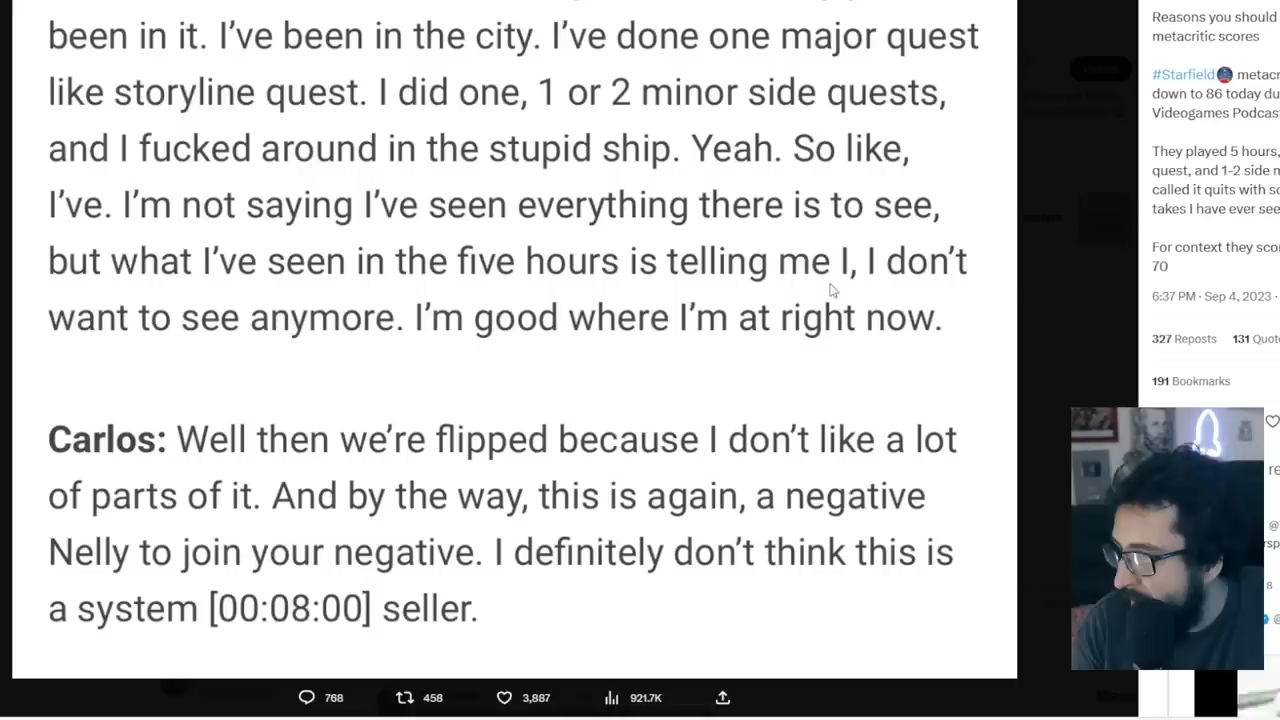 been in it. I've been in the city. I've done one major quest
like storyline quest. I did one, 1 or 2 minor side quests,
and I fucked around in the stupid ship. Yeah. So like,
I've. I'm not saying I've seen everything there is to see,
but what I've seen in the five hours is telling me I, I don't
want to see anymore. I'm good where I'm at right now.
Carlos: Well then we're flipped because I don't like a lot
of parts of it. And by the way, this is again, a negative
Nelly to join your negative. I definitely don't think this is
a system [00:08:00] seller.
768
458
3,887
921.7K
Reasons you should
metacritic scores
#Starfield metacr
down to 86 today du
Videogames Podcas
They played 5 hours,
quest, and 1-2 side m
called it quits with so
takes I have ever see
For context they sco
70
6:37 PM · Sep 4, 2023 ·
327 Reposts 131 Quot
191 Bookmarks